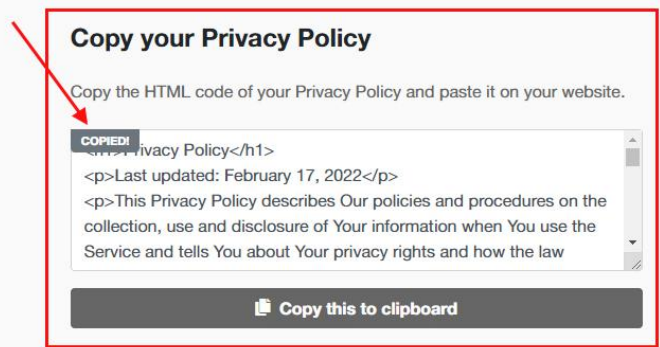 Copy your Privacy Policy
Copy the HTML code of your Privacy Policy and paste it on your website.
COPIED!
rivacy Policy</h1>
<p>Last updated: February 17, 2022</p>
<p>This Privacy Policy describes Our policies and procedures on the
collection, use and disclosure of Your information when You use the
Service and tells You about Your privacy rights and how the law
Copy this to clipboard